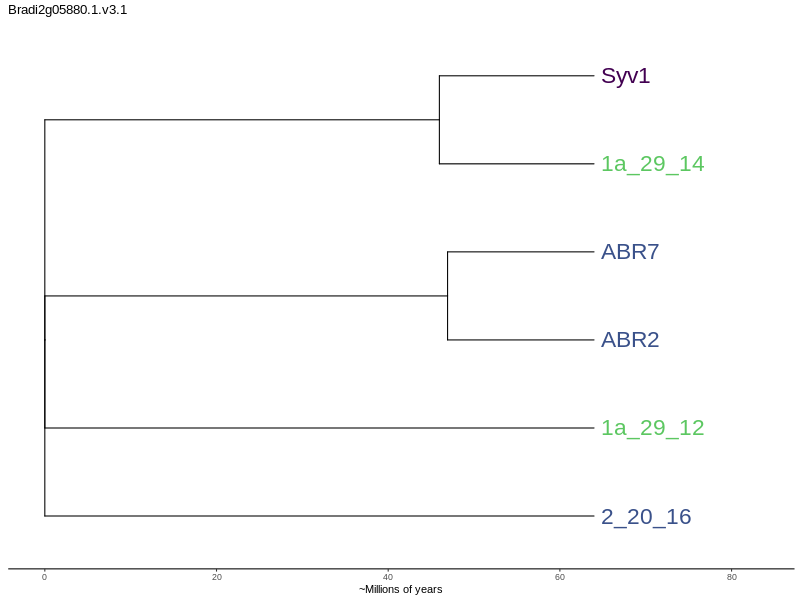 Bradi2g05880.1.v3.1
Syv1
1a_29_14
ABR7
ABR2
1a_29_12
2_20_16
0 20 40 60 80
~Millions of years